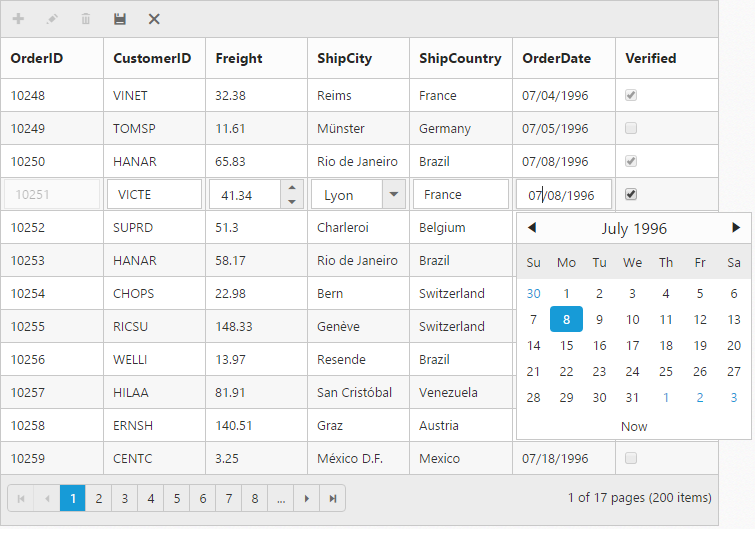 OrderID CustomerID Freight ShipCity ShipCountry OrderDate Verified
10248 VINET 32.38 Reims France 07/04/1996
10249 TOMSP 11.61 Münster Germany 07/05/1996
10250 HANAR 65.83 Rio de Janeiro Brazil 07/08/1996
10251 VICTE 41.34 Lyon France 07/08/1996
10252 SUPRD 51.3 Charleroi Belgium
10253 HANAR 58.17 Rio de Janeiro Brazil
10254 CHOPS 22.98 Bern Switzerland
10255 RICSU 148.33 Genève Switzerland
10256 WELLI 13.97 Resende Brazil
10257 HILAA 81.91 San Cristóbal Venezuela
10258 ERNSH 140.51 Graz Austria
10259 CENTC 3.25 México D.F. Mexico 07/18/1996
July 1996
Su Mo Tu We Th Fr Sa
30 1 2 3 4 5 6
7 8 9 10 11 12 13
14 15 16 17 18 19 20
21 22 23 24 25 26 27
28 29 30 31 1 2 3
Now
1 2 3 4 5 6 7 8 ... 1 of 17 pages (200 items)